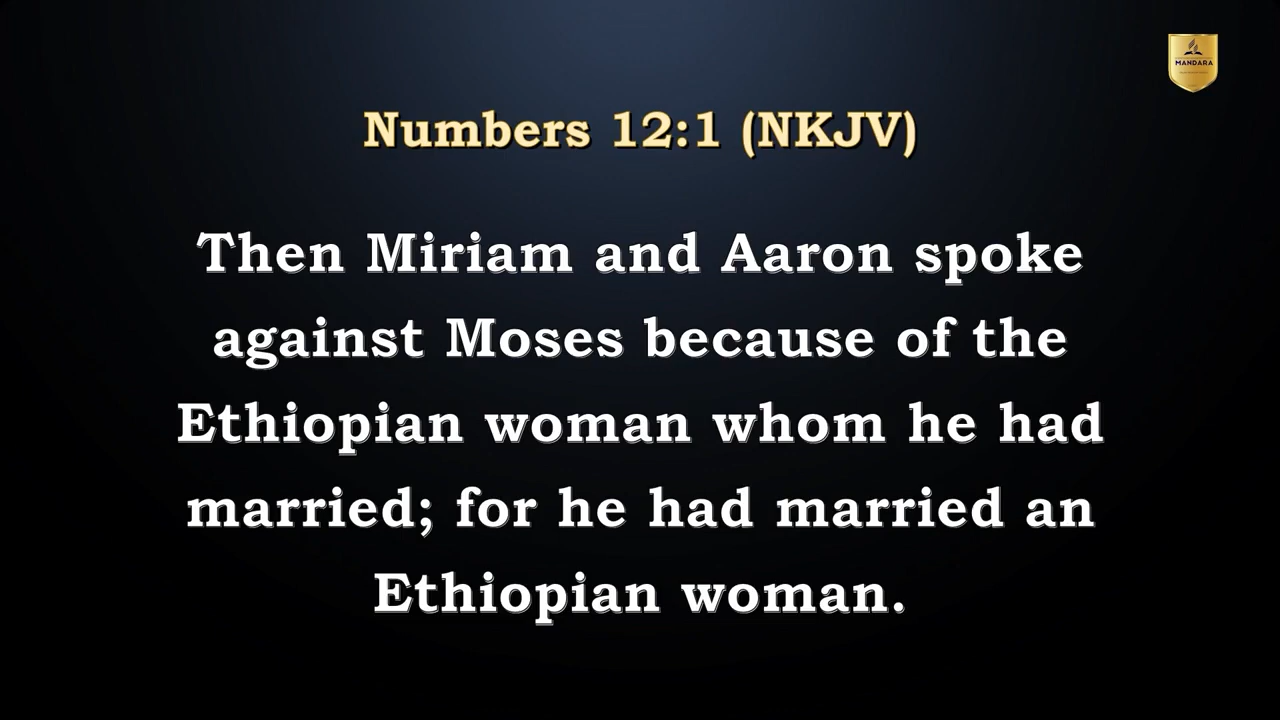 MANDARA
Numbers 12:1 (NKJV)
Then Miriam and Aaron spoke
against Moses because of the
Ethiopian woman whom he had
married; for he had married an
Ethiopian woman.